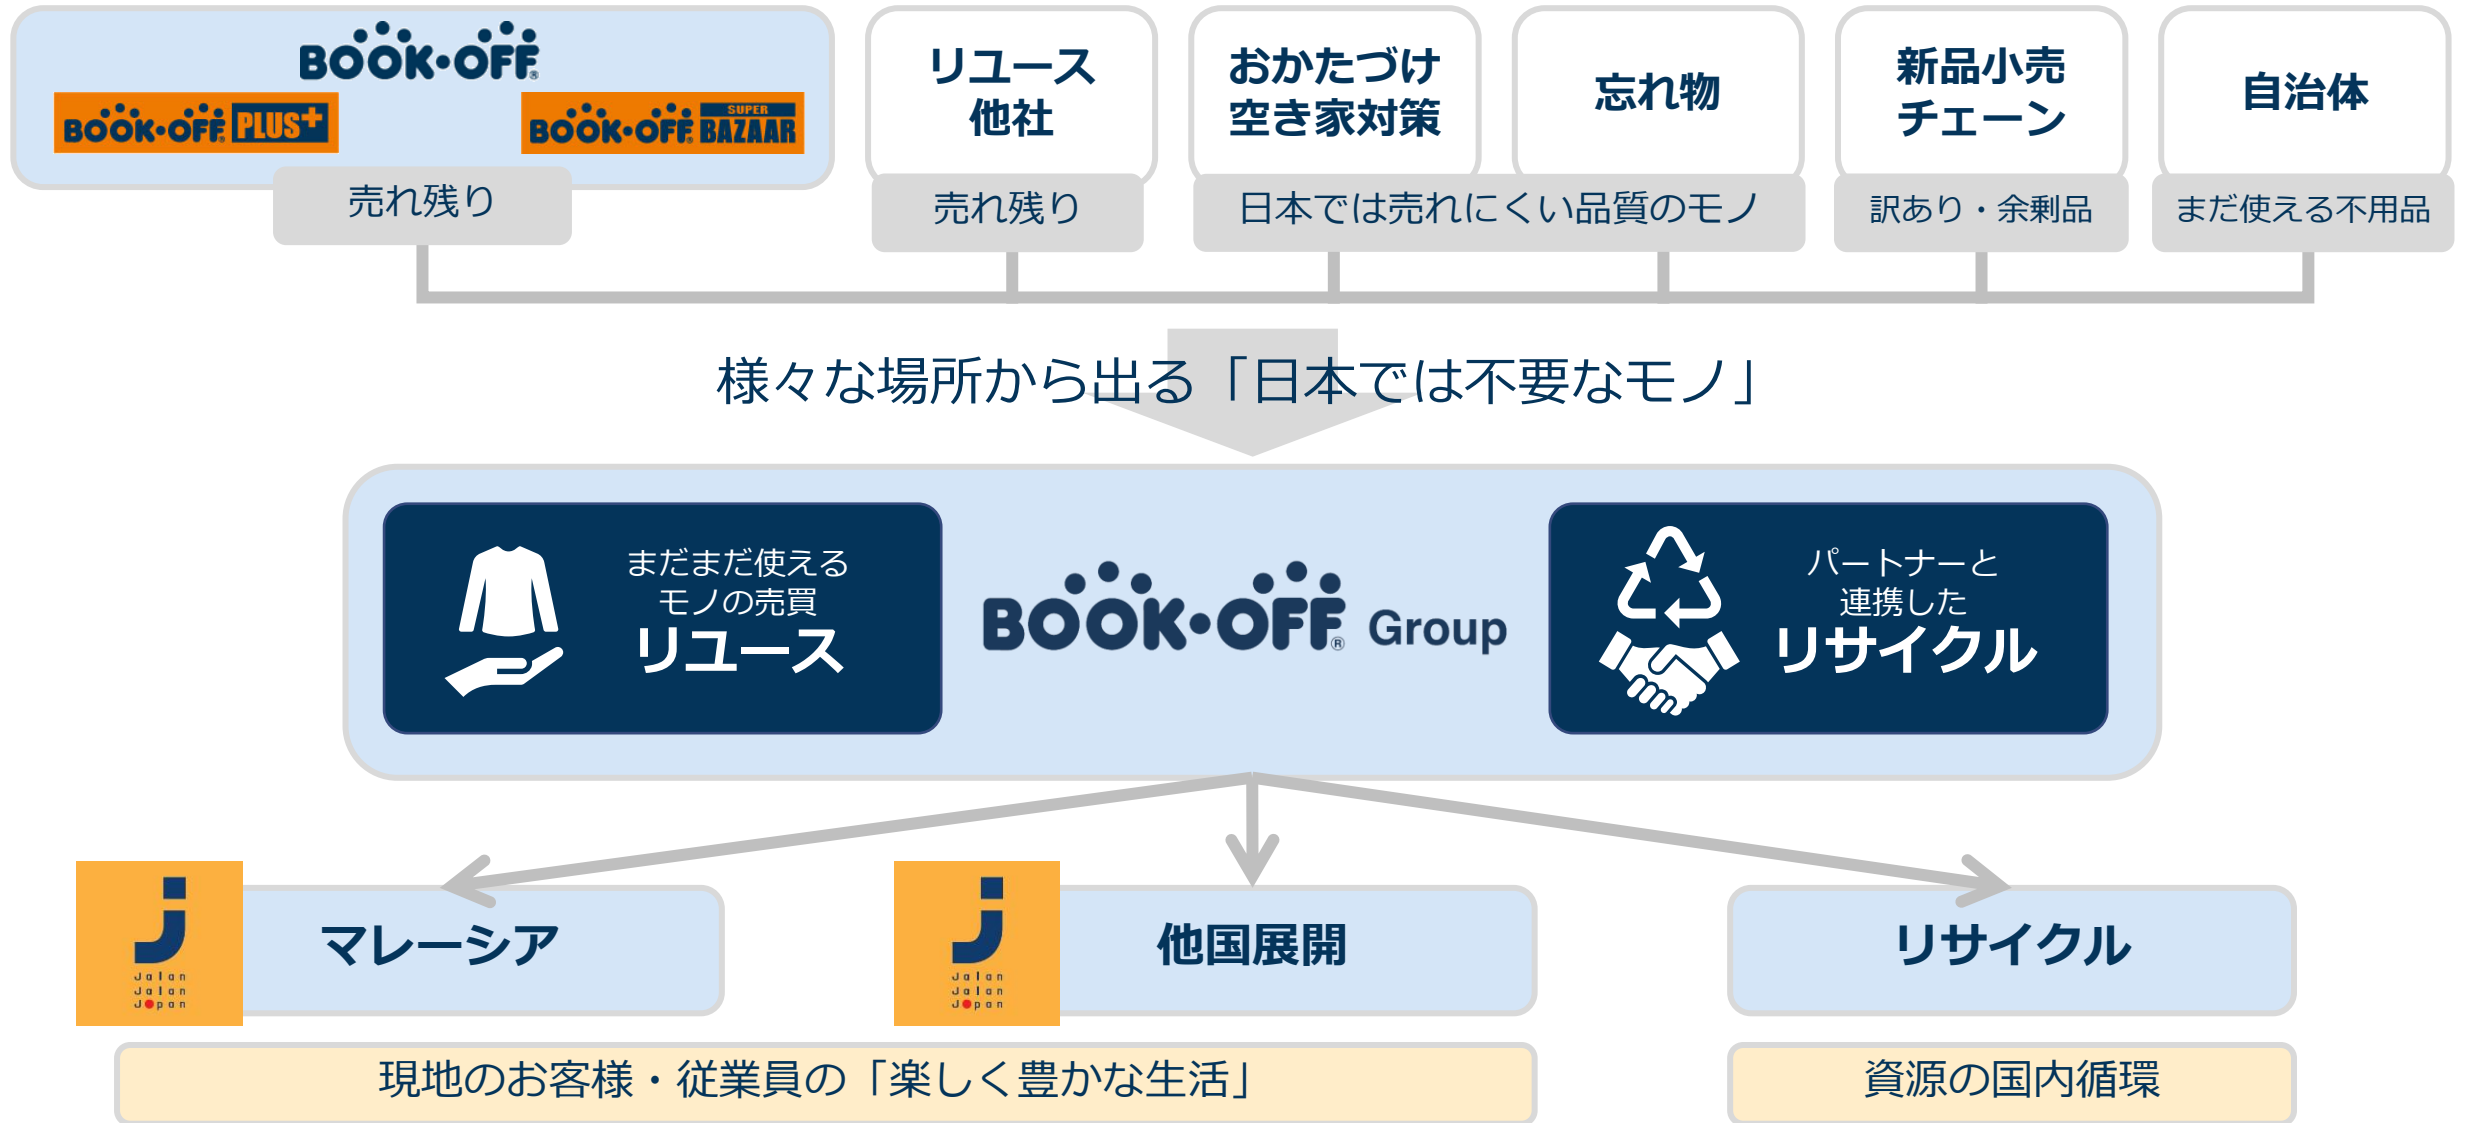 BOOK・OFF®
BOOK・OFF® PLUS+
BOOK・OFF® SUPER BAZAAR
売れ残り
リユース
他社
売れ残り
おかたづけ
空き家対策
忘れ物
日本では売れにくい品質のモノ
新品小売
チェーン
訳あり・余剰品
自治体
まだ使える不用品
様々な場所から出る「日本では不要なモノ」
まだまだ使える
モノの売買
リユース
BOOK・OFF® Group
パートナーと
連携した
リサイクル
Jalan
Jalan
Japan
マレーシア
Jalan
Jalan
Japan
他国展開
リサイクル
現地のお客様・従業員の「楽しく豊かな生活」
資源の国内循環